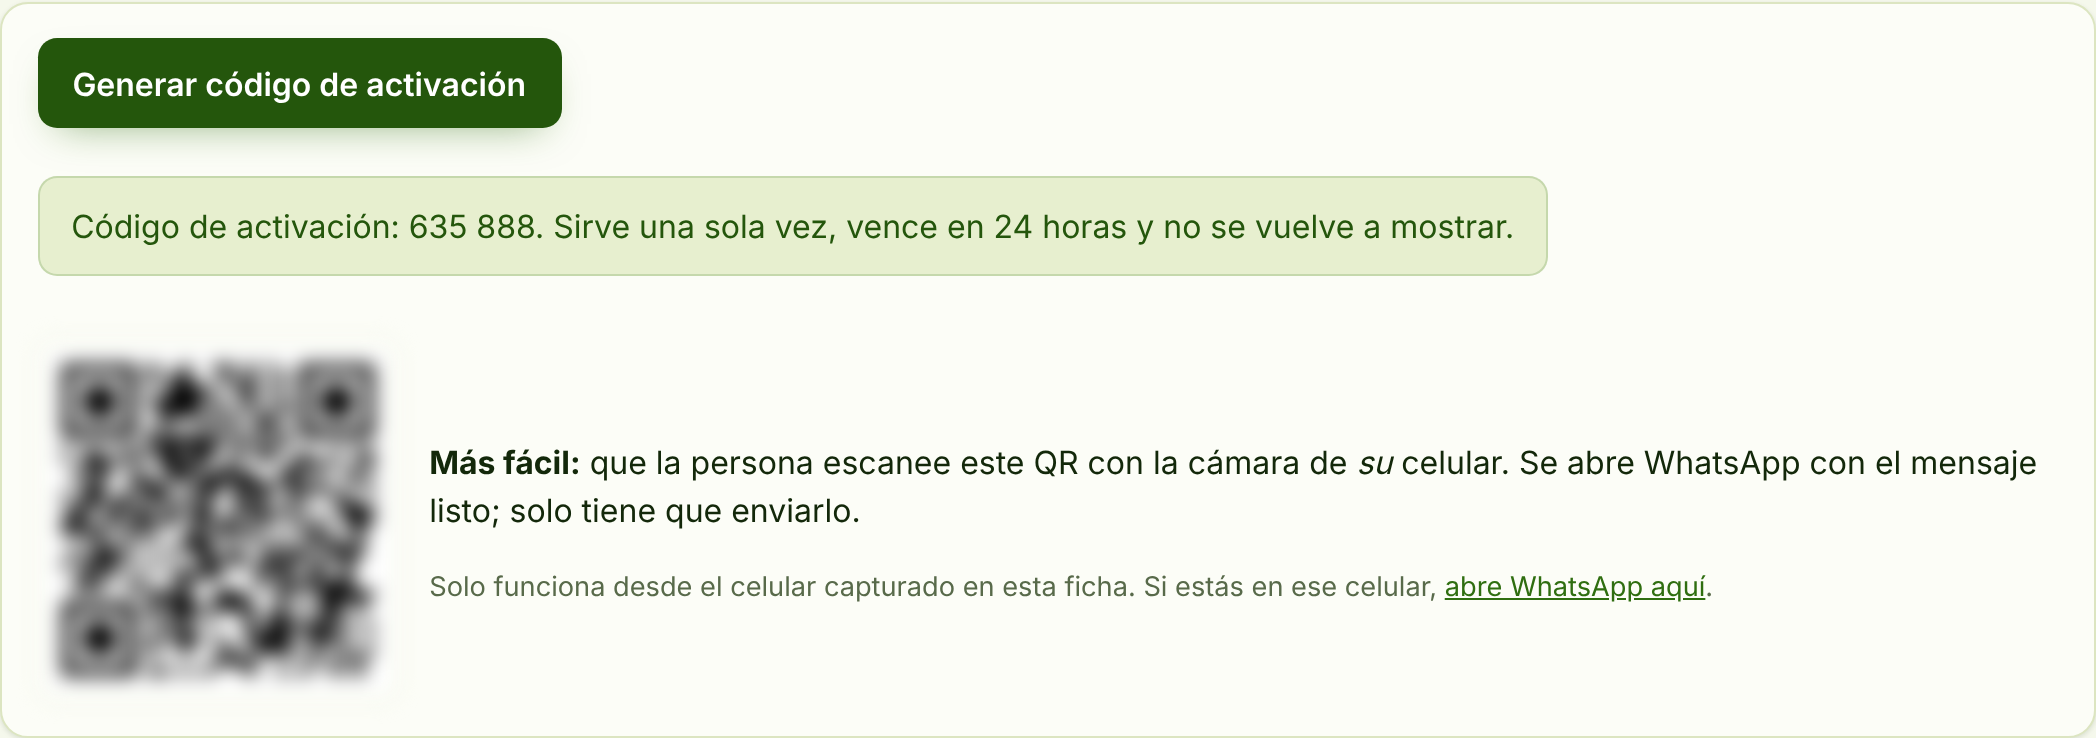 Generar código de activación
Código de activación: 635 888. Sirve una sola vez, vence en 24 horas y no se vuelve a mostrar.
Más fácil: que la persona escanee este QR con la cámara de su celular. Se abre WhatsApp con el mensaje
listo; solo tiene que enviarlo.
Solo funciona desde el celular capturado en esta ficha. Si estás en ese celular, abre WhatsApp aquí.